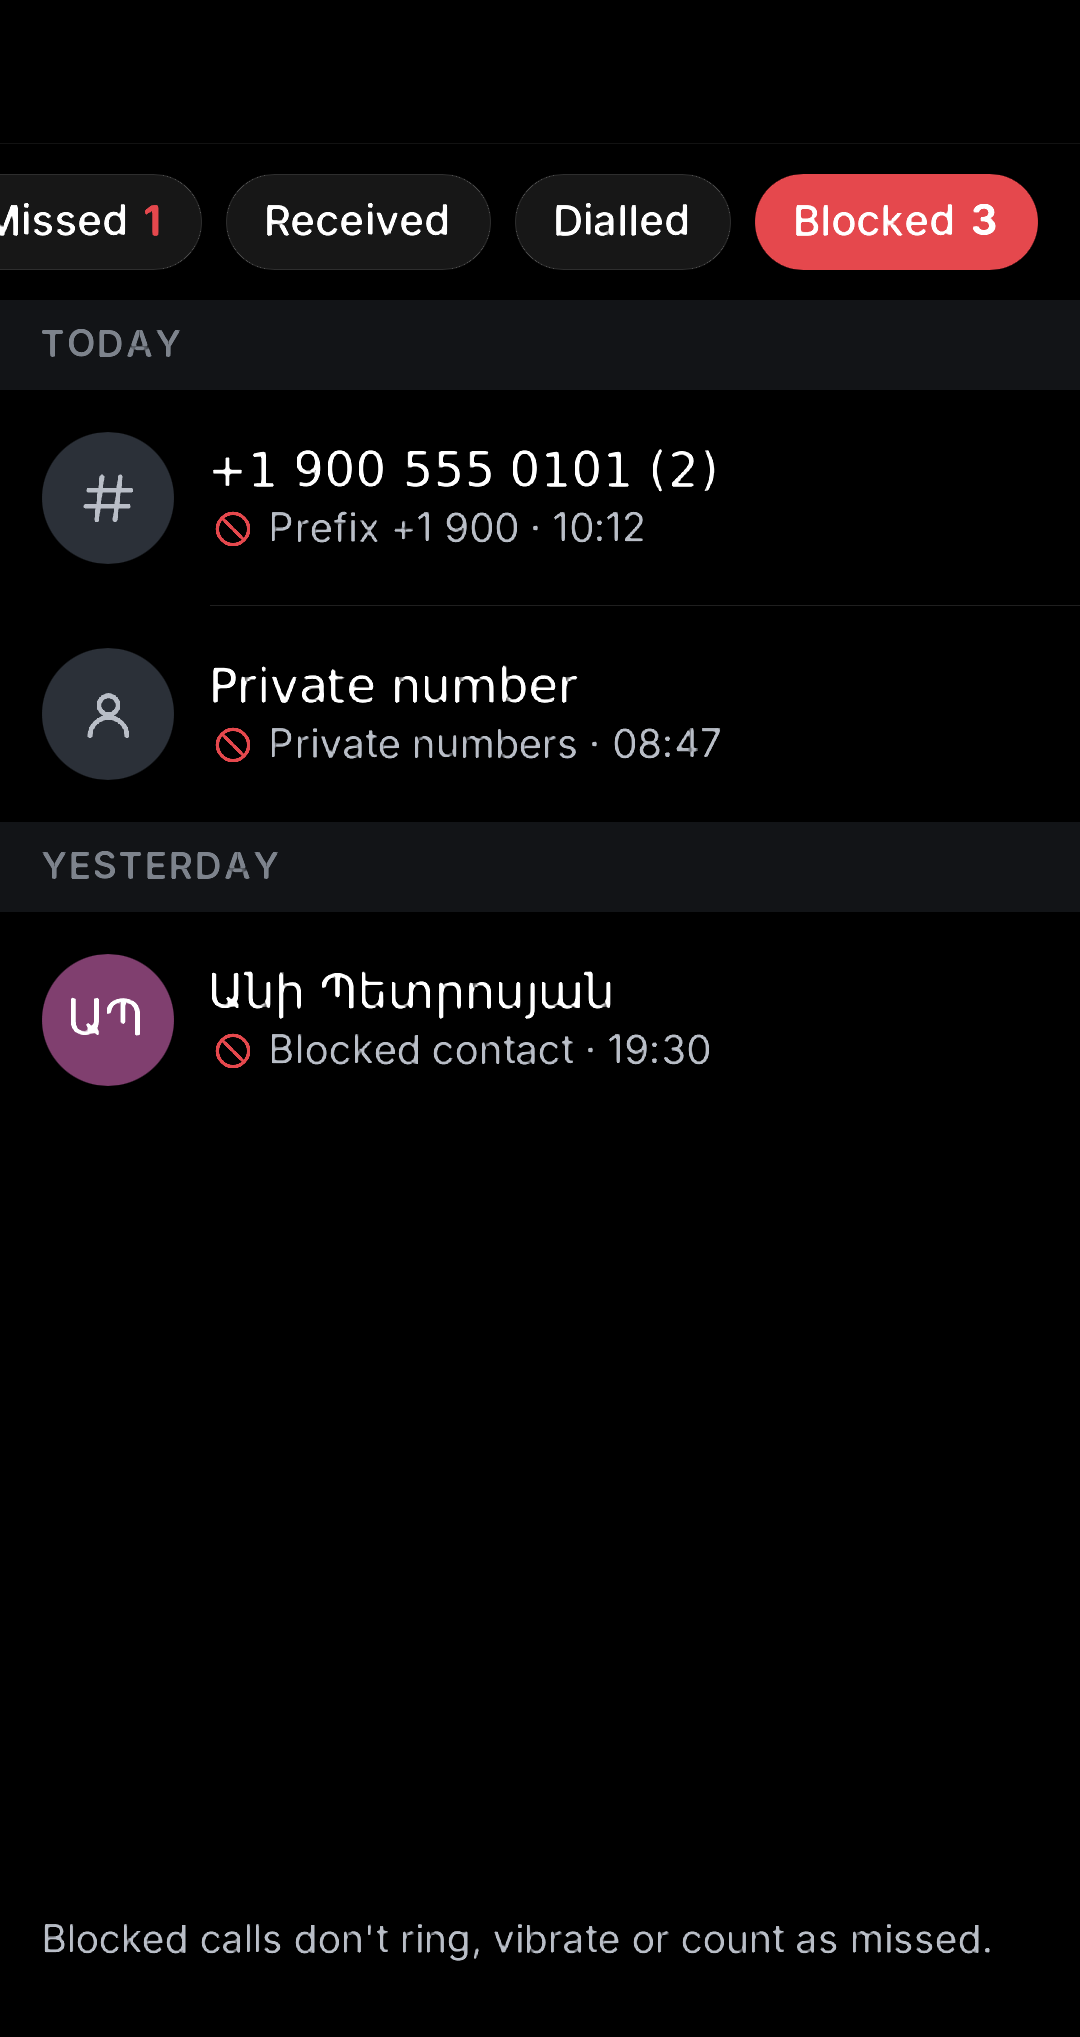 Missed 1 Received Dialled Blocked 3
TODAY
+1 900 555 0101 (2)
Prefix +1 900 · 10:12
Private number
Private numbers · 08:47
YESTERDAY
ԱՊ
Անի Պետրոսյան
Blocked contact · 19:30
Blocked calls don't ring, vibrate or count as missed.